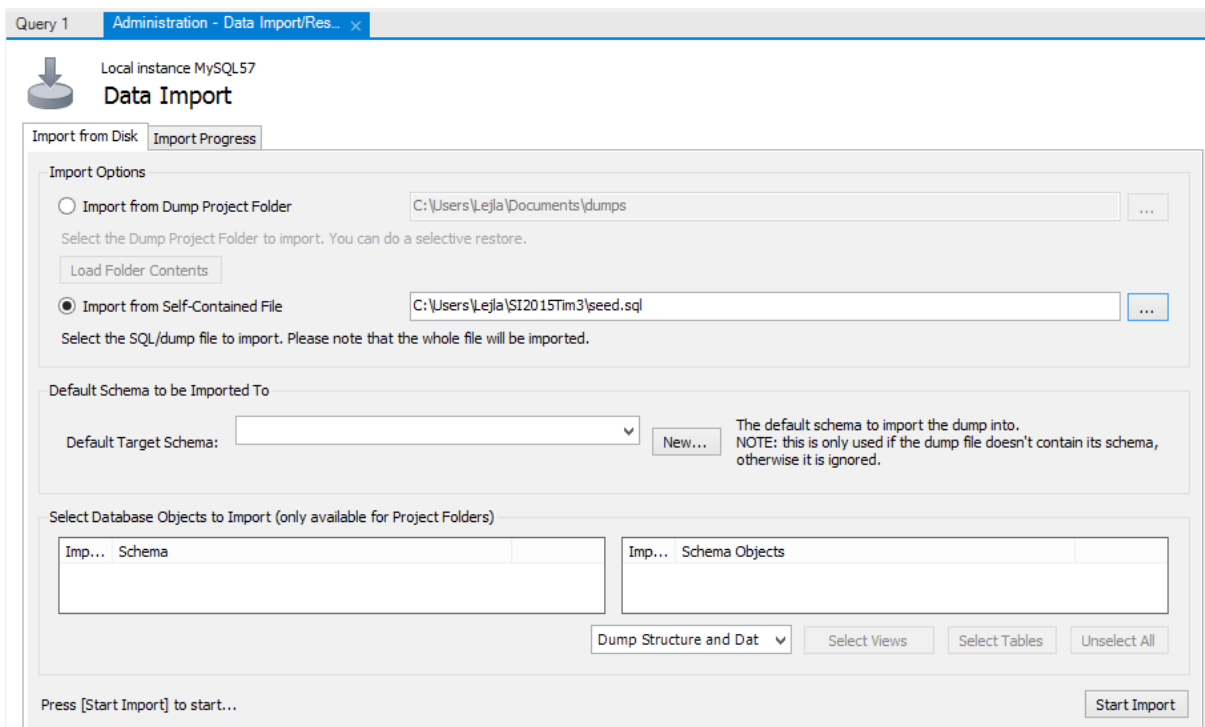 Query 1
Administration - Data Import/Res...
Local instance MySQL57
Data Import
Import from Disk
Import Progress
Import Options
Import from Dump Project Folder
C:\Users\Lejla\Documents\dumps
...
Select the Dump Project Folder to import. You can do a selective restore.
Load Folder Contents
Import from Self-Contained File
C:\Users\Lejla\SI2015Tim3\seed.sql
...
Select the SQL/dump file to import. Please note that the whole file will be imported.
Default Schema to be Imported To
Default Target Schema:
New...
The default schema to import the dump into.
NOTE: this is only used if the dump file doesn't contain its schema,
otherwise it is ignored.
Select Database Objects to Import (only available for Project Folders)
Imp... Schema
Imp... Schema Objects
Dump Structure and Dat
Select Views
Select Tables
Unselect All
Press [Start Import] to start...
Start Import